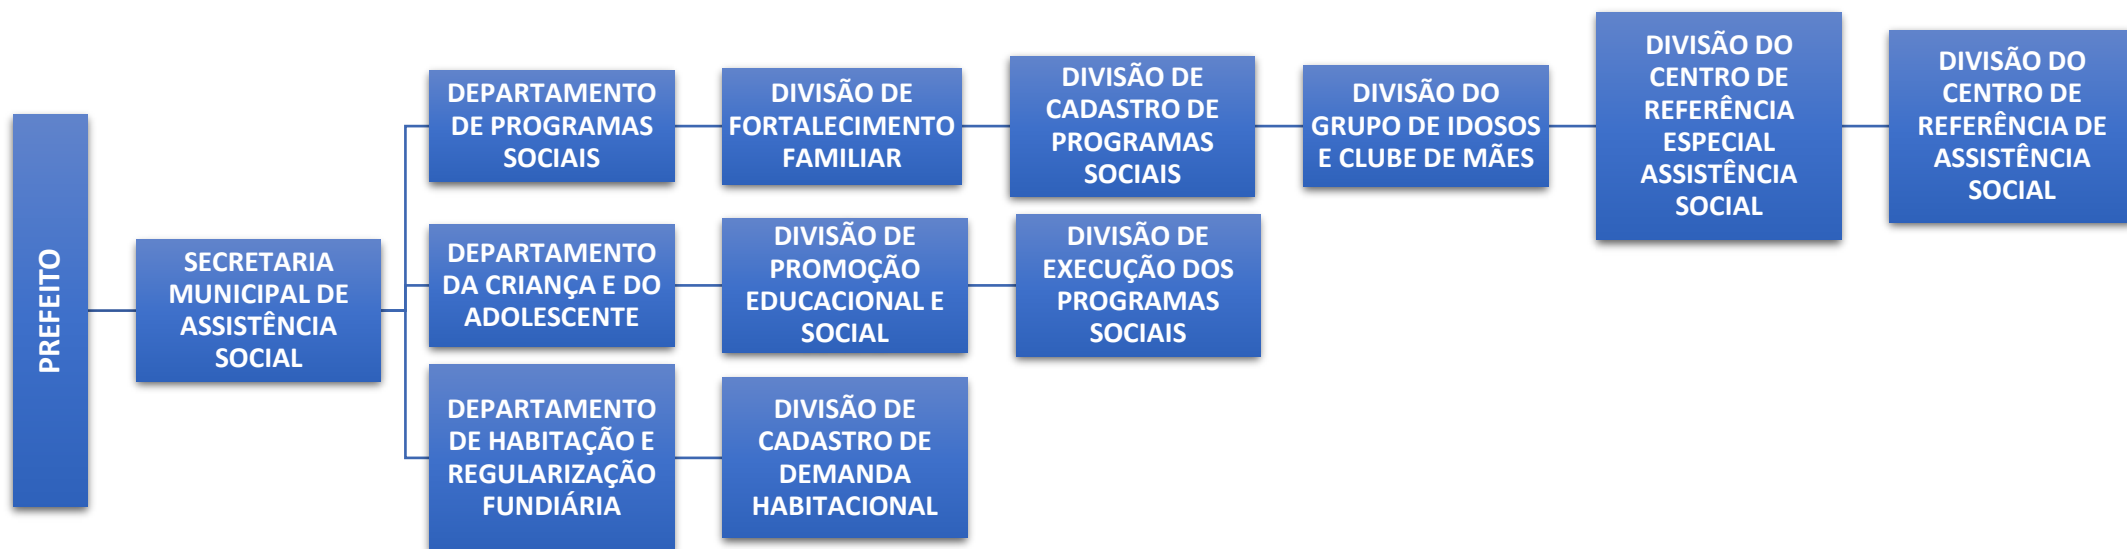 PREFEITO
SECRETARIA
MUNICIPAL DE
ASSISTÊNCIA
SOCIAL
DEPARTAMENTO
DE PROGRAMAS
SOCIAIS
DIVISÃO DE
FORTALECIMENTO
FAMILIAR
DIVISÃO DE
CADASTRO DE
PROGRAMAS
SOCIAIS
DIVISÃO DO
GRUPO DE IDOSOS
E CLUBE DE MÃES
DIVISÃO DO
CENTRO DE
REFERÊNCIA
ESPECIAL
ASSISTÊNCIA
SOCIAL
DIVISÃO DO
CENTRO DE
REFERÊNCIA DE
ASSISTÊNCIA
SOCIAL
DEPARTAMENTO
DA CRIANÇA E DO
ADOLESCENTE
DIVISÃO DE
PROMOÇÃO
EDUCACIONAL E
SOCIAL
DIVISÃO DE
EXECUÇÃO DOS
PROGRAMAS
SOCIAIS
DEPARTAMENTO
DE HABITAÇÃO E
REGULARIZAÇÃO
FUNDIÁRIA
DIVISÃO DE
CADASTRO DE
DEMANDA
HABITACIONAL